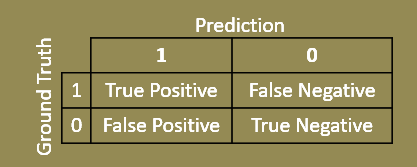 Prediction
Ground Truth
1 0
1 True Positive False Negative
0 False Positive True Negative